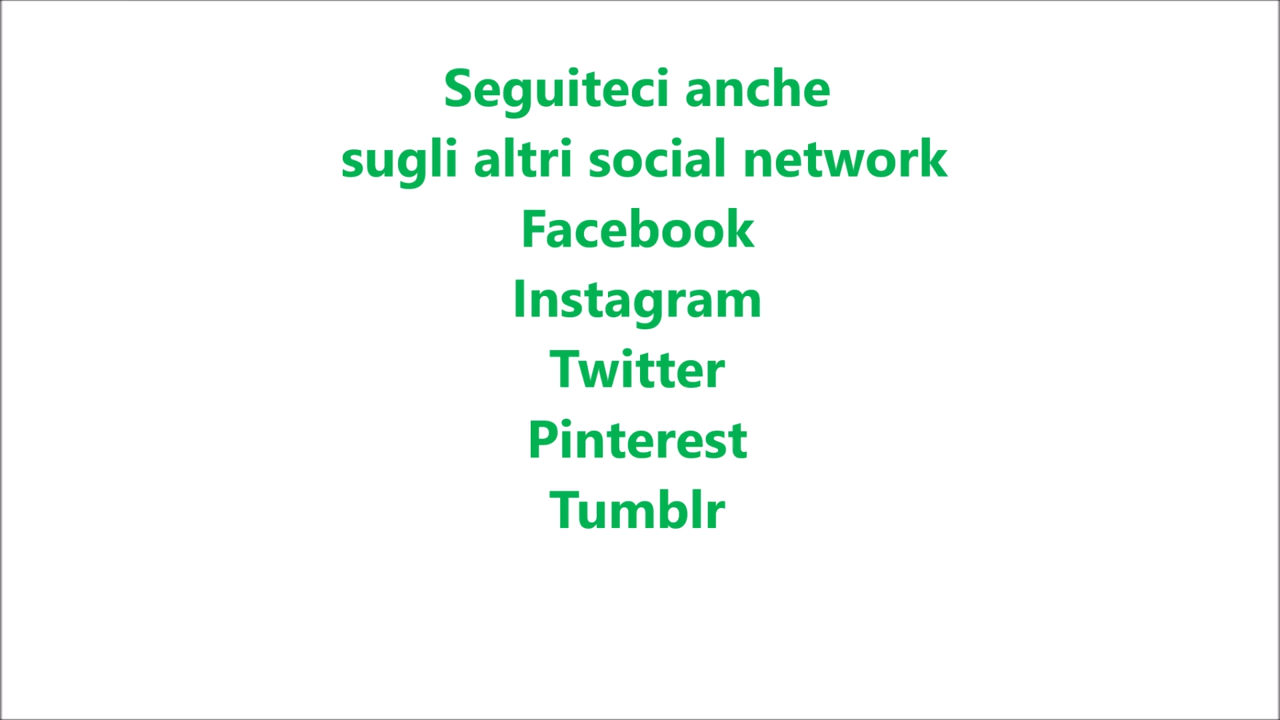 Seguiteci anche
sugli altri social network
Facebook
Instagram
Twitter
Pinterest
Tumblr